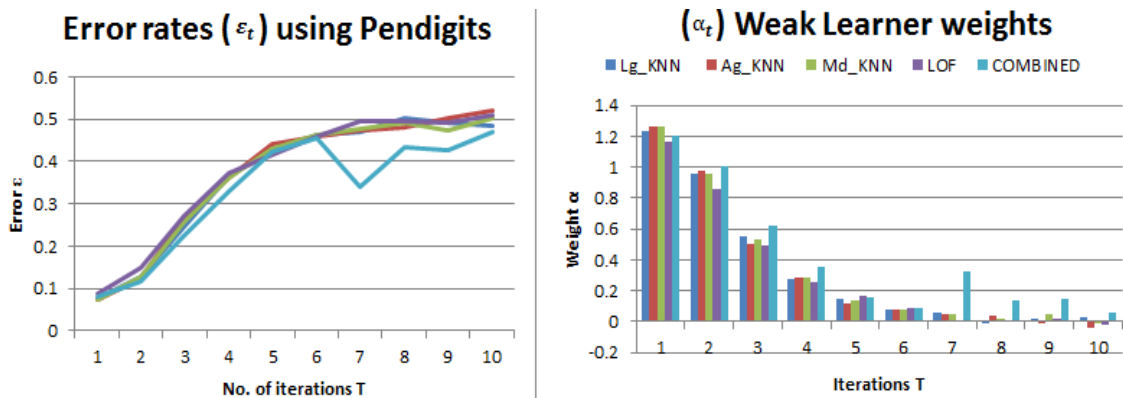 Error rates ( εt ) using Pendigits
0.6
0.5
0.4
0.3
0.2
0.1
0
Error ε
1 2 3 4 5 6 7 8 9 10
No. of iterations T
(αt) Weak Learner weights
Lg_KNN Ag_KNN Md_KNN LOF COMBINED
1.4
1.2
1
0.8
0.6
0.4
0.2
0
-0.2
Weight α
1 2 3 4 5 6 7 8 9 10
Iterations T